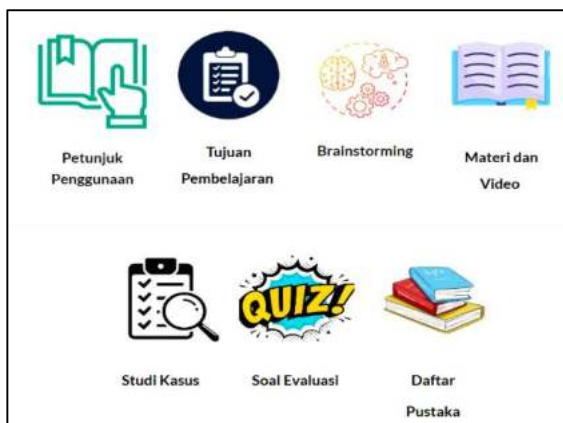 Petunjuk
Penggunaan
Tujuan
Pembelajaran
Brainstorming
Materi dan
Video
QUIZ!
Studi Kasus
Soal Evaluasi
Daftar
Pustaka